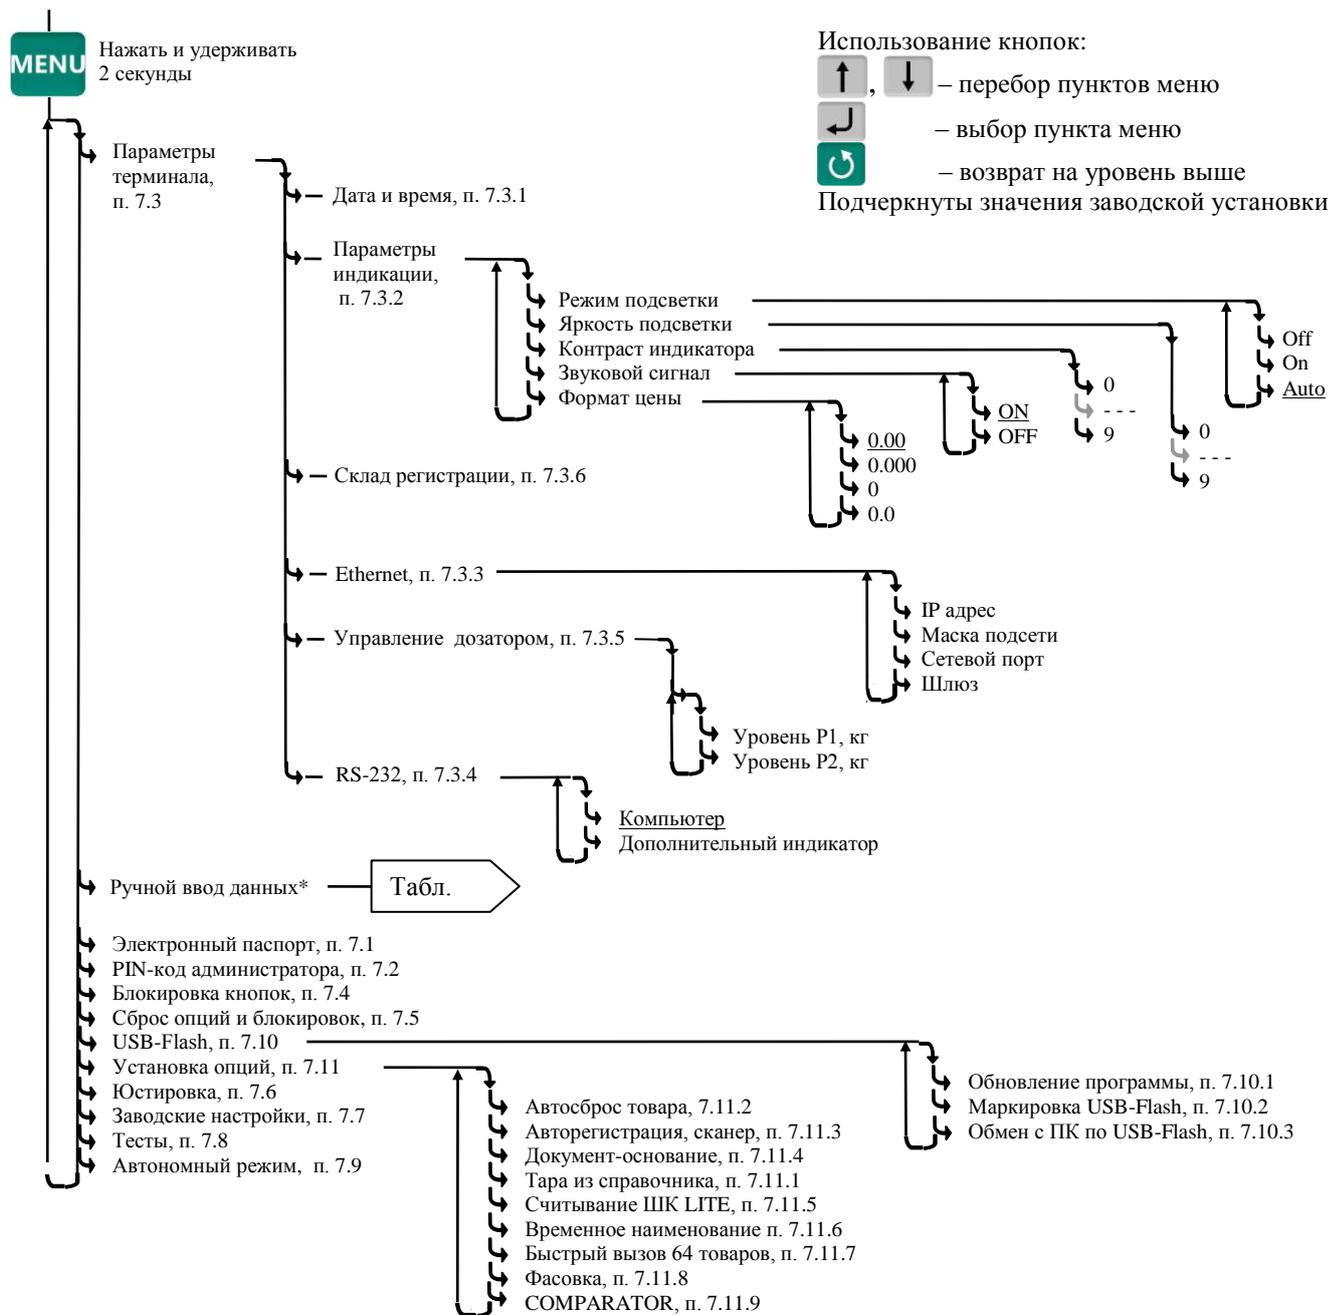 MENU
Нажать и удерживать
2 секунды
Использование кнопок:
, – перебор пунктов меню
– выбор пункта меню
– возврат на уровень выше
Подчеркнуты значения заводской установки
Параметры
терминала,
п. 7.3
Дата и время, п. 7.3.1
Параметры
индикации,
п. 7.3.2
Режим подсветки
Яркость подсветки
Контраст индикатора
Звуковой сигнал
Формат цены
Off
On
Auto
0
- - -
9
0
- - -
9
ON
OFF
0.00
0.000
0
0.0
Склад регистрации, п. 7.3.6
Ethernet, п. 7.3.3
IP адрес
Маска подсети
Сетевой порт
Шлюз
Управление дозатором, п. 7.3.5
Уровень P1, кг
Уровень P2, кг
RS-232, п. 7.3.4
Компьютер
Дополнительный индикатор
Ручной ввод данных*
Табл.
Электронный паспорт, п. 7.1
PIN-код администратора, п. 7.2
Блокировка кнопок, п. 7.4
Сброс опций и блокировок, п. 7.5
USB-Flash, п. 7.10
Установка опций, п. 7.11
Юстировка, п. 7.6
Заводские настройки, п. 7.7
Тесты, п. 7.8
Автономный режим, п. 7.9
Обновление программы, п. 7.10.1
Маркировка USB-Flash, п. 7.10.2
Обмен с ПК по USB-Flash, п. 7.10.3
Автосброс товара, 7.11.2
Авторегистрация, сканер, п. 7.11.3
Документ-основание, п. 7.11.4
Тара из справочника, п. 7.11.1
Считывание ШК LITE, п. 7.11.5
Временное наименование п. 7.11.6
Быстрый вызов 64 товаров, п. 7.11.7
Фасовка, п. 7.11.8
COMPARATOR, п. 7.11.9